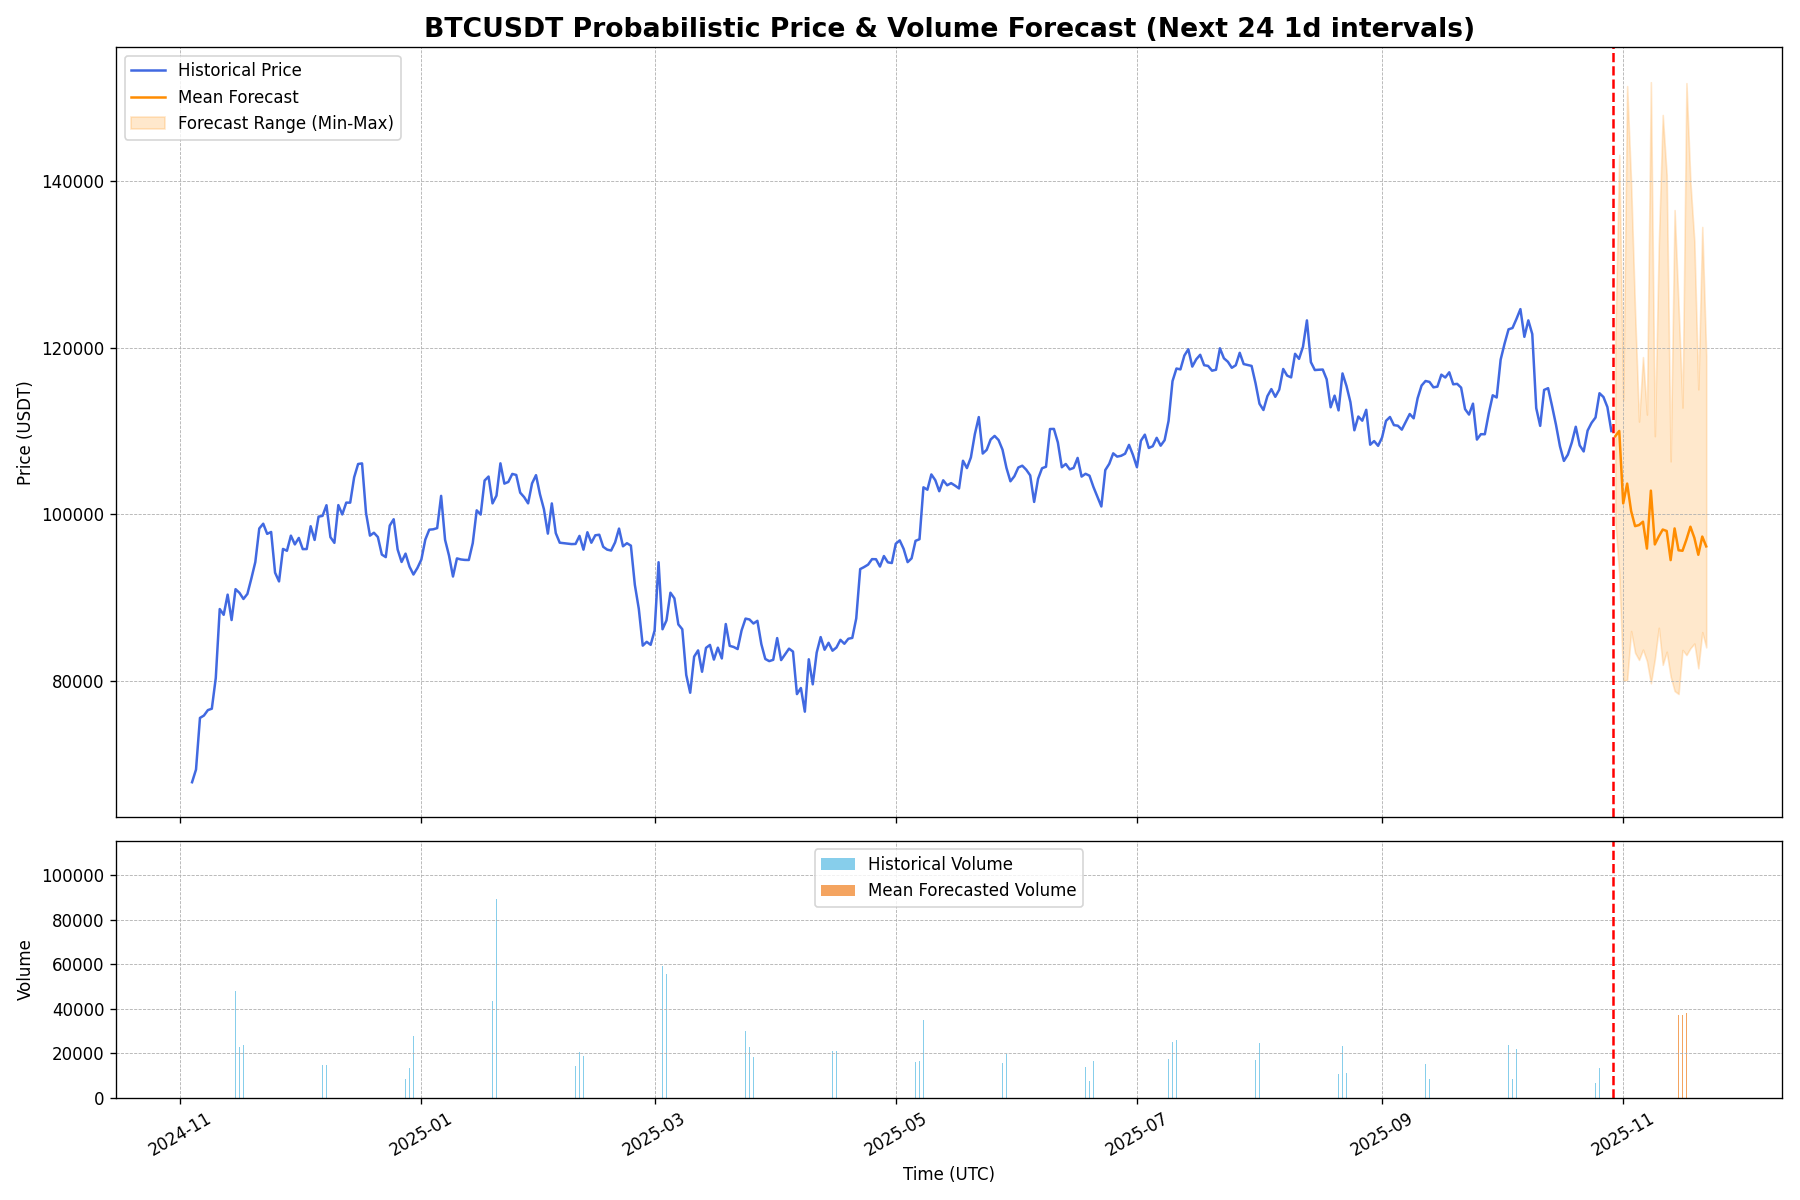 BTCUSDT Probabilistic Price & Volume Forecast (Next 24 1d intervals)
Historical Price
Mean Forecast
Forecast Range (Min-Max)
Price (USDT)
140000
120000
100000
80000
Historical Volume
Mean Forecasted Volume
Volume
100000
80000
60000
40000
20000
0
2024-11
2025-01
2025-03
2025-05
2025-07
2025-09
2025-11
Time (UTC)